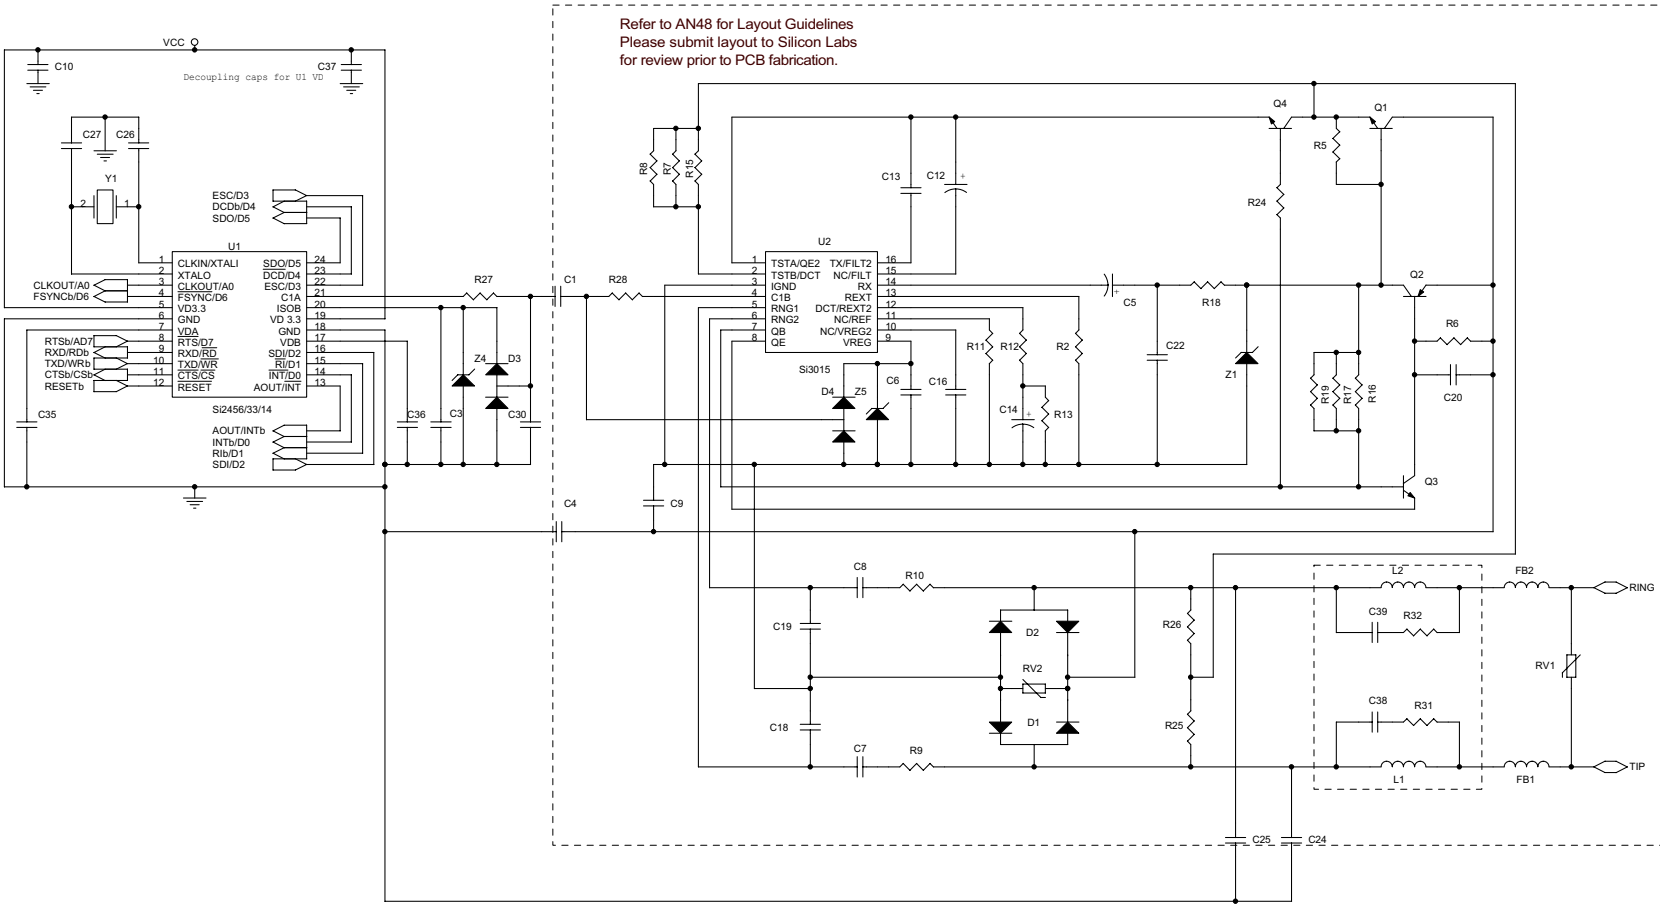 Refer to AN48 for Layout Guidelines
Please submit layout to Silicon Labs
for review prior to PCB fabrication.
VCC
C10
C37
Decoupling caps for U1 VD
C27
C26
Y1
2
1
ESC/D3
DCDb/D4
SDO/D5
U1
1 CLKIN/XTALI
2 XTALO
3 CLKOUT/A0
4 FSYNC/D6
5 VD3.3
6 GND
7 VDA
8 RTS/D7
9 RXD/RD
10 TXD/WR
11 CTS/CS
12 RESET
SDO/D5 24
DCD/D4 23
ESC/D3 22
C1A 21
ISOB 20
VD 3.3 19
GND 18
VDB 17
SDI/D2 16
RI/D1 15
INT/D0 14
AOUT/INT 13
Si2456/33/14
CLKOUT/A0
FSYNCb/D6
RTSb/AD7
RXD/RDb
TXD/WRb
CTSb/CSb
RESETb
AOUT/INTb
INTb/D0
RIb/D1
SDI/D2
C35
C36
C3
Z4
D3
C30
R27
C1
R28
C4
C9
R8
R7
R15
U2
1 TSTA/QE2
2 TSTB/DCT
3 IGND
4 C1B
5 RNG1
6 RNG2
7 QB
8 QE
TX/FILT2 16
NC/FILT 15
RX 14
REXT 13
DCT/REXT2 12
NC/REF 11
NC/VREG2 10
VREG 9
Si3015
C13
C12
+
D4
Z5
C6
C16
R11
R12
R2
C14
+
R13
C5
+
C22
R18
Z1
Q4
Q1
R5
R24
Q2
R6
C20
R19
R17
R16
Q3
C8
R10
C19
C18
C7
R9
D2
RV2
D1
R26
R25
L2
C39
R32
C38
R31
L1
FB2
FB1
RV1
RING
TIP
C25
C24